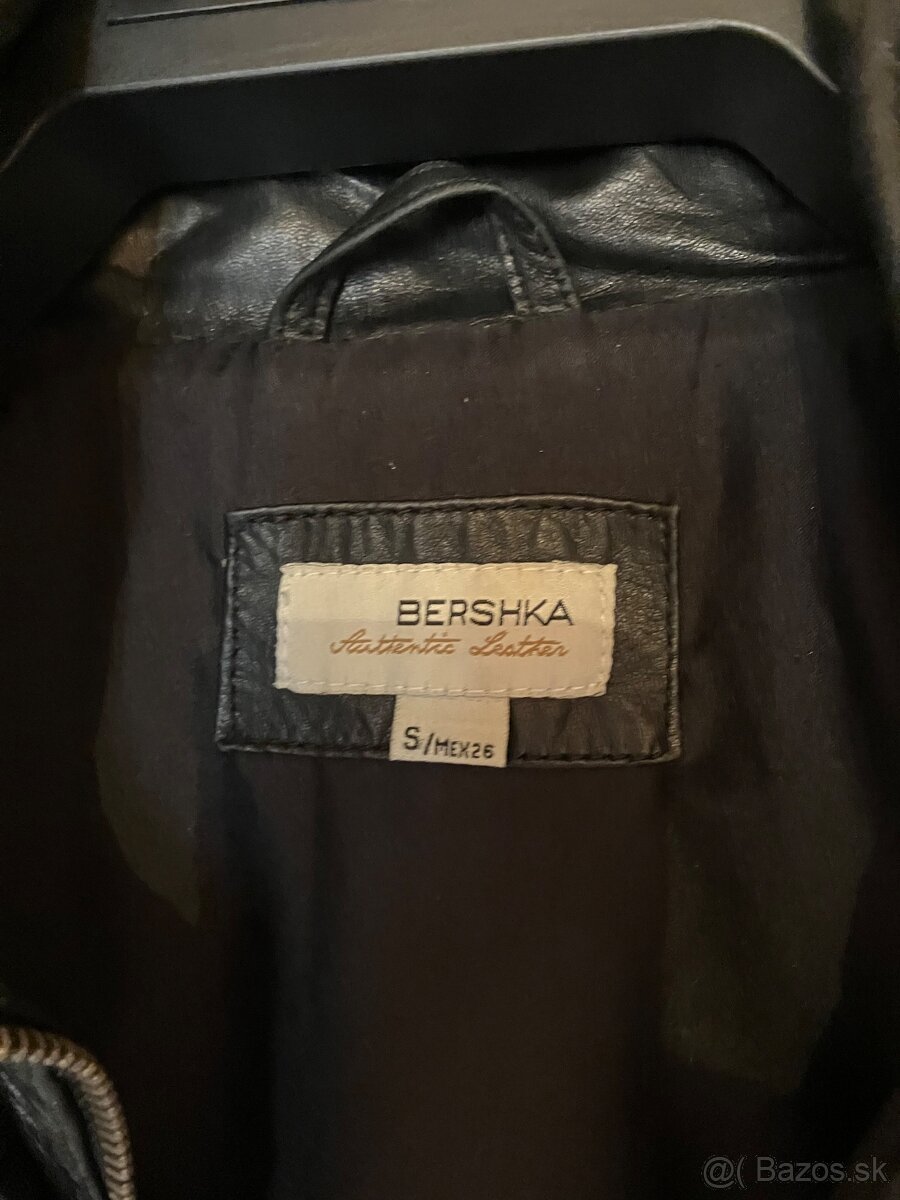 BERSHKA
Authentic Leather
S/MEX26
@( Bazos.sk